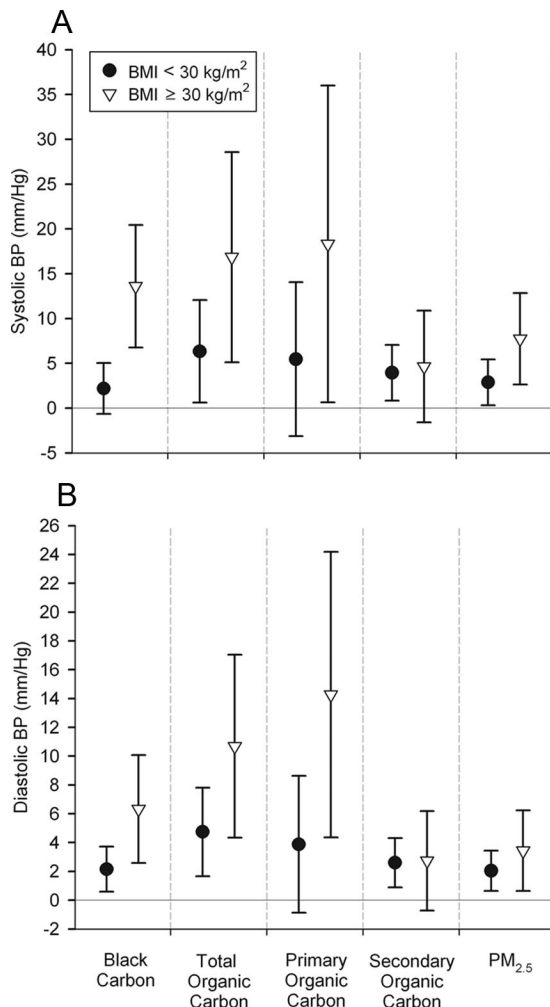 A
BMI < 30 kg/m²
BMI ≥ 30 kg/m²
Systolic BP (mm/Hg)
40
35
30
25
20
15
10
5
0
-5
B
Diastolic BP (mm/Hg)
26
24
22
20
18
16
14
12
10
8
6
4
2
0
-2
Black
Carbon
Total
Organic
Carbon
Primary
Organic
Carbon
Secondary
Organic
Carbon
PM₂.₅